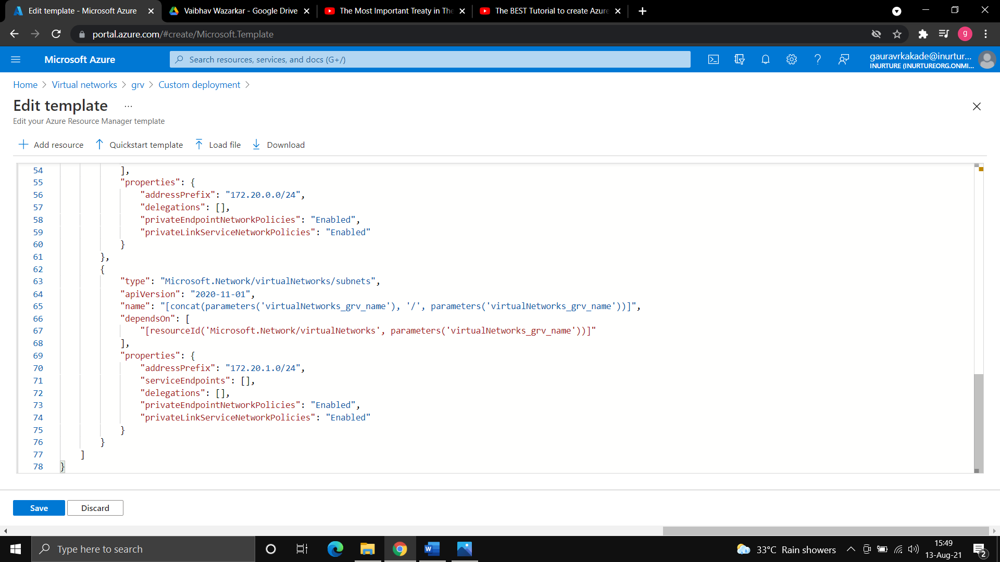 Edit template - Microsoft Azure
Vaibhav Wazarkar - Google Drive
The Most Important Treaty in The
The BEST Tutorial to create Azure
portal.azure.com/#create/Microsoft.Template
g
Microsoft Azure
Search resources, services, and docs (G+/)
gauravrkakade@inurtur...
INURTURE (INURTUREORG.ONMI...
Home > Virtual networks > grv > Custom deployment >
Edit template ...
Edit your Azure Resource Manager template
Add resource
Quickstart template
Load file
Download
54 ],
55 "properties": {
56 "addressPrefix": "172.20.0.0/24",
57 "delegations": [],
58 "privateEndpointNetworkPolicies": "Enabled",
59 "privateLinkServiceNetworkPolicies": "Enabled"
60 }
61 },
62 {
63 "type": "Microsoft.Network/virtualNetworks/subnets",
64 "apiVersion": "2020-11-01",
65 "name": "[concat(parameters('virtualNetworks_grv_name'), '/', parameters('virtualNetworks_grv_name'))]",
66 "dependsOn": [
67 "[resourceId('Microsoft.Network/virtualNetworks', parameters('virtualNetworks_grv_name'))]"
68 ],
69 "properties": {
70 "addressPrefix": "172.20.1.0/24",
71 "serviceEndpoints": [],
72 "delegations": [],
73 "privateEndpointNetworkPolicies": "Enabled",
74 "privateLinkServiceNetworkPolicies": "Enabled"
75 }
76 }
77 ]
78 }
Save
Discard
Type here to search
33°C Rain showers
15:49
13-Aug-21
2